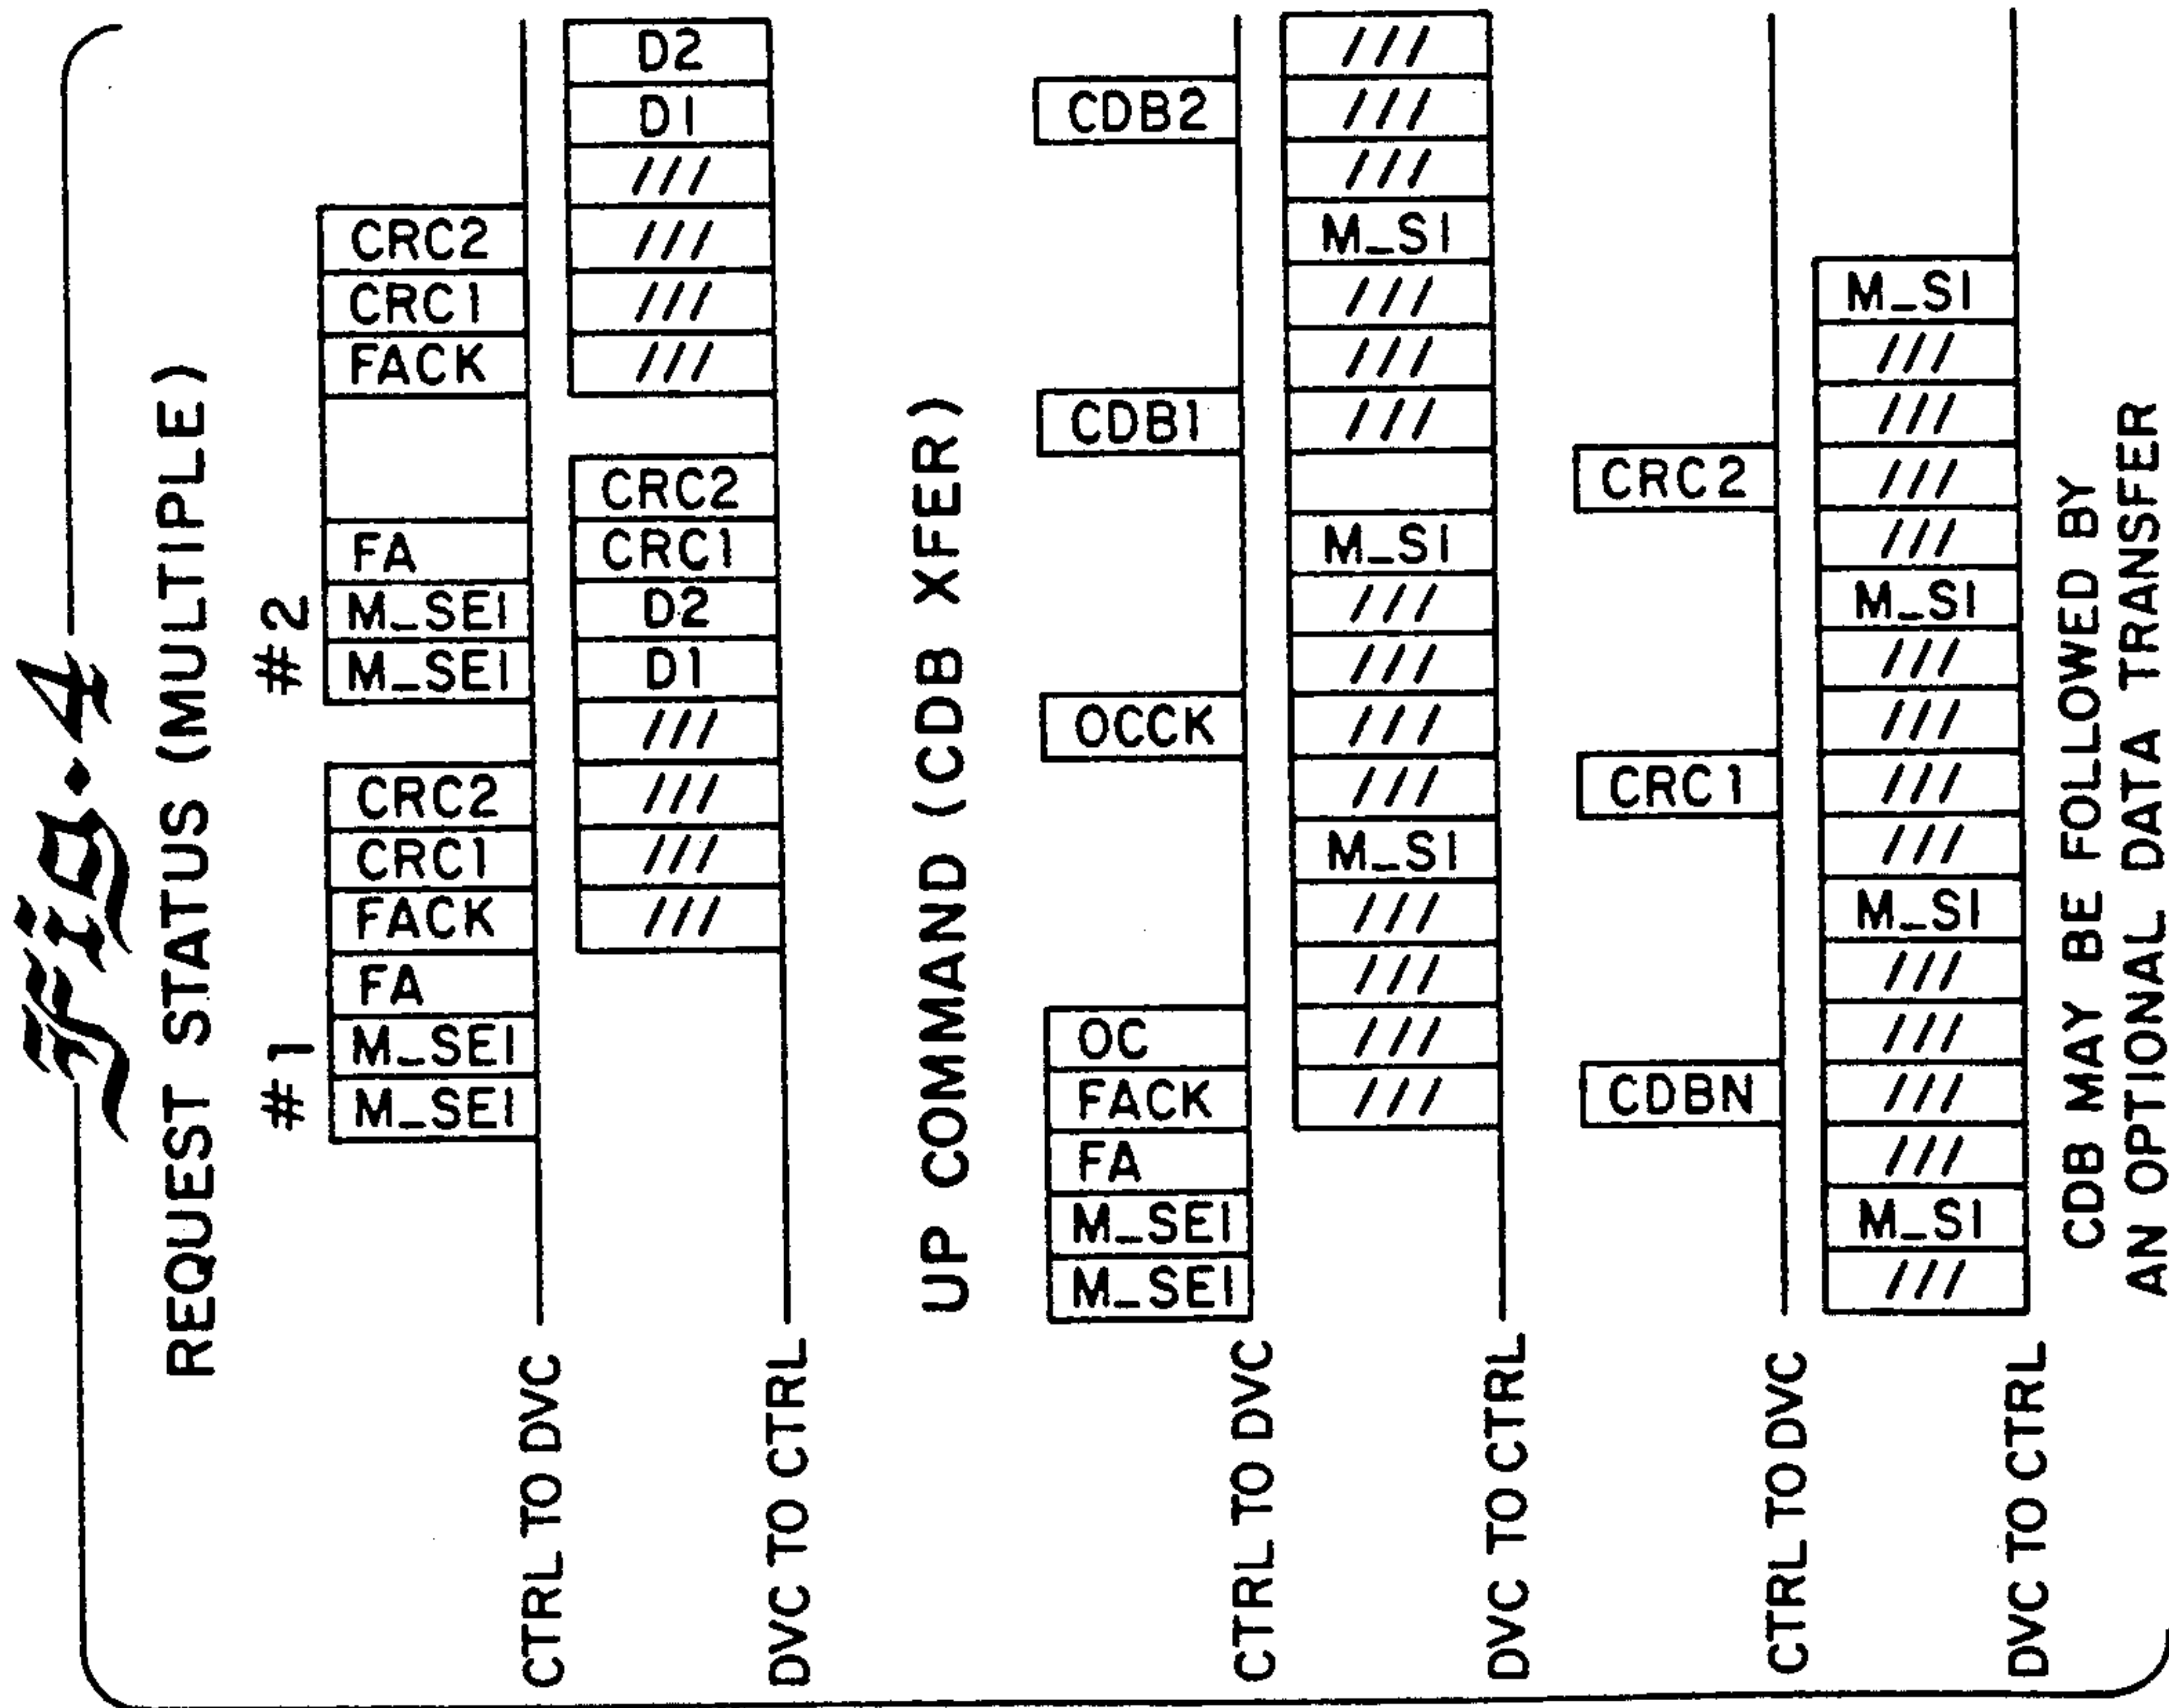 Fig. 4
REQUEST STATUS (MULTIPLE)
#1 #2
CTRL TO DVC M_SEI M_SEI FA FACK CRC1 CRC2 M_SEI M_SEI FA FACK CRC1 CRC2
DVC TO CTRL /// /// /// /// D1 D2 CRC1 CRC2 /// /// /// /// D1 D2
UP COMMAND (CDB XFER)
CTRL TO DVC M_SEI M_SEI FA FACK OC OCCK CDB1 CDB2
DVC TO CTRL /// /// /// /// M_SI /// /// /// /// M_SI /// /// /// M_SI /// /// ///
CTRL TO DVC CDBN CRC1 CRC2
DVC TO CTRL /// M_SI /// /// /// /// M_SI /// /// /// /// M_SI /// /// /// /// M_SI
CDB MAY BE FOLLOWED BY
AN OPTIONAL DATA TRANSFER